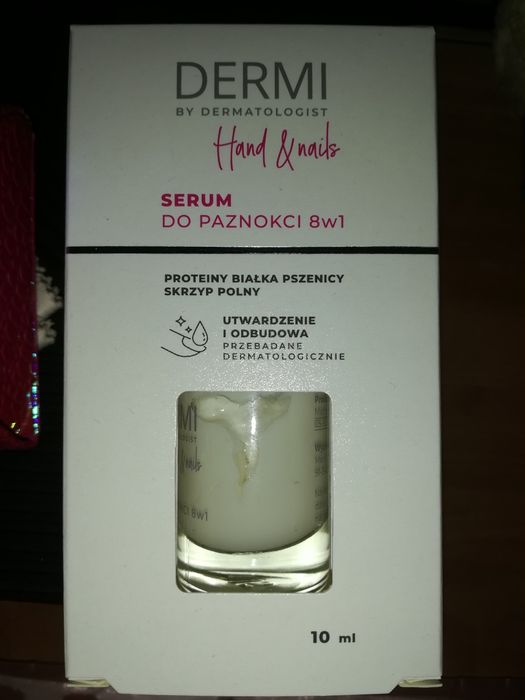 DERMI
BY DERMATOLOGIST
Hand & nails
SERUM
DO PAZNOKCI 8w1
PROTEINY BIAŁKA PSZENICY
SKRZYP POLNY
UTWARDZENIE
I ODBUDOWA
PRZEBADANE
DERMATOLOGICZNIE
10 ml